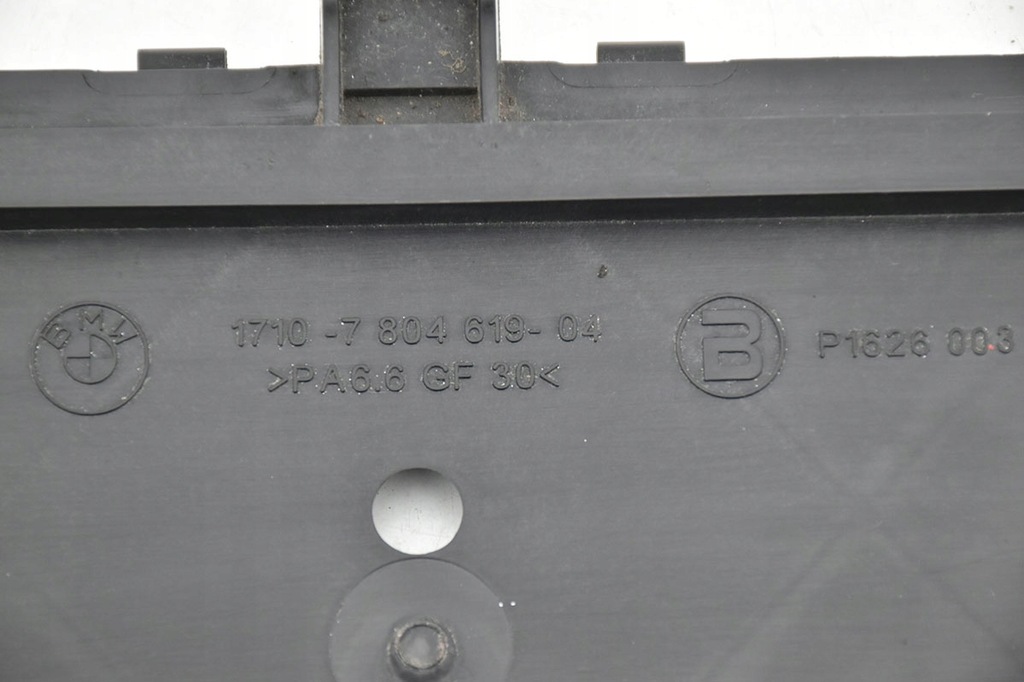 BMW
1710 -7 804 619- 04
>PA6.6 GF 30<
B
P1626 003